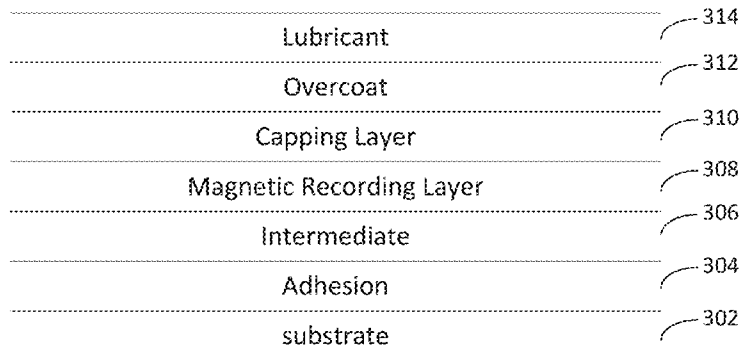 314
Lubricant
312
Overcoat
310
Capping Layer
308
Magnetic Recording Layer
306
Intermediate
304
Adhesion
302
substrate